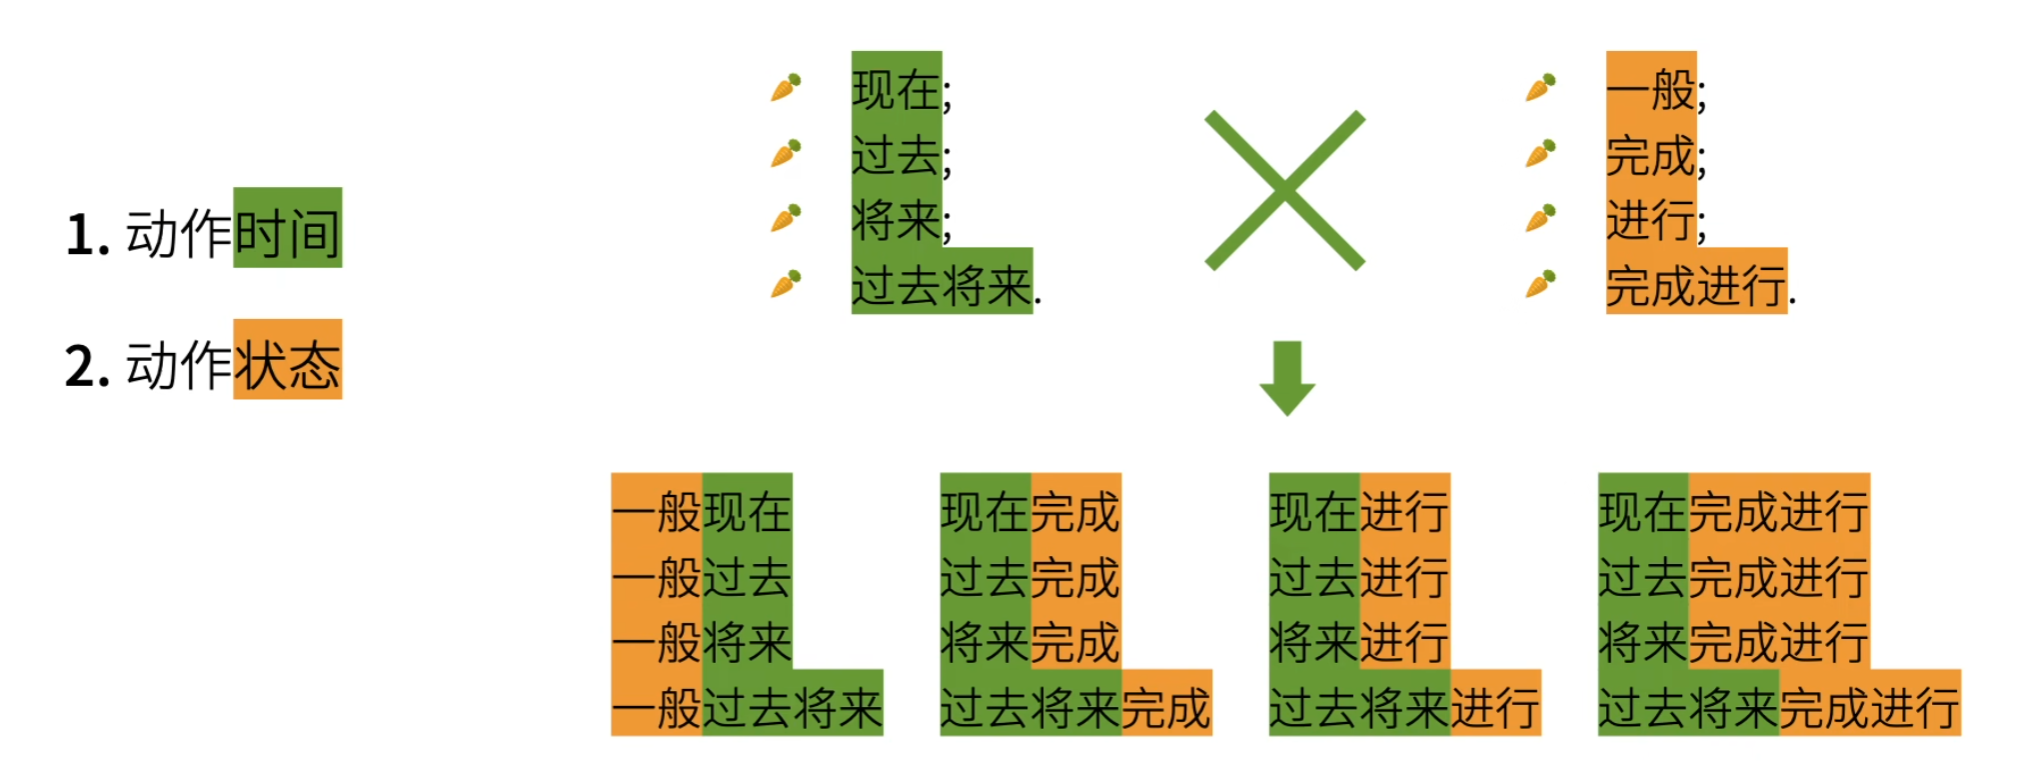 1. 动作时间
2. 动作状态
现在;
过去;
将来;
过去将来.
一般;
完成;
进行;
完成进行.
一般现在
一般过去
一般将来
一般过去将来
现在完成
过去完成
将来完成
过去将来完成
现在进行
过去进行
将来进行
过去将来进行
现在完成进行
过去完成进行
将来完成进行
过去将来完成进行